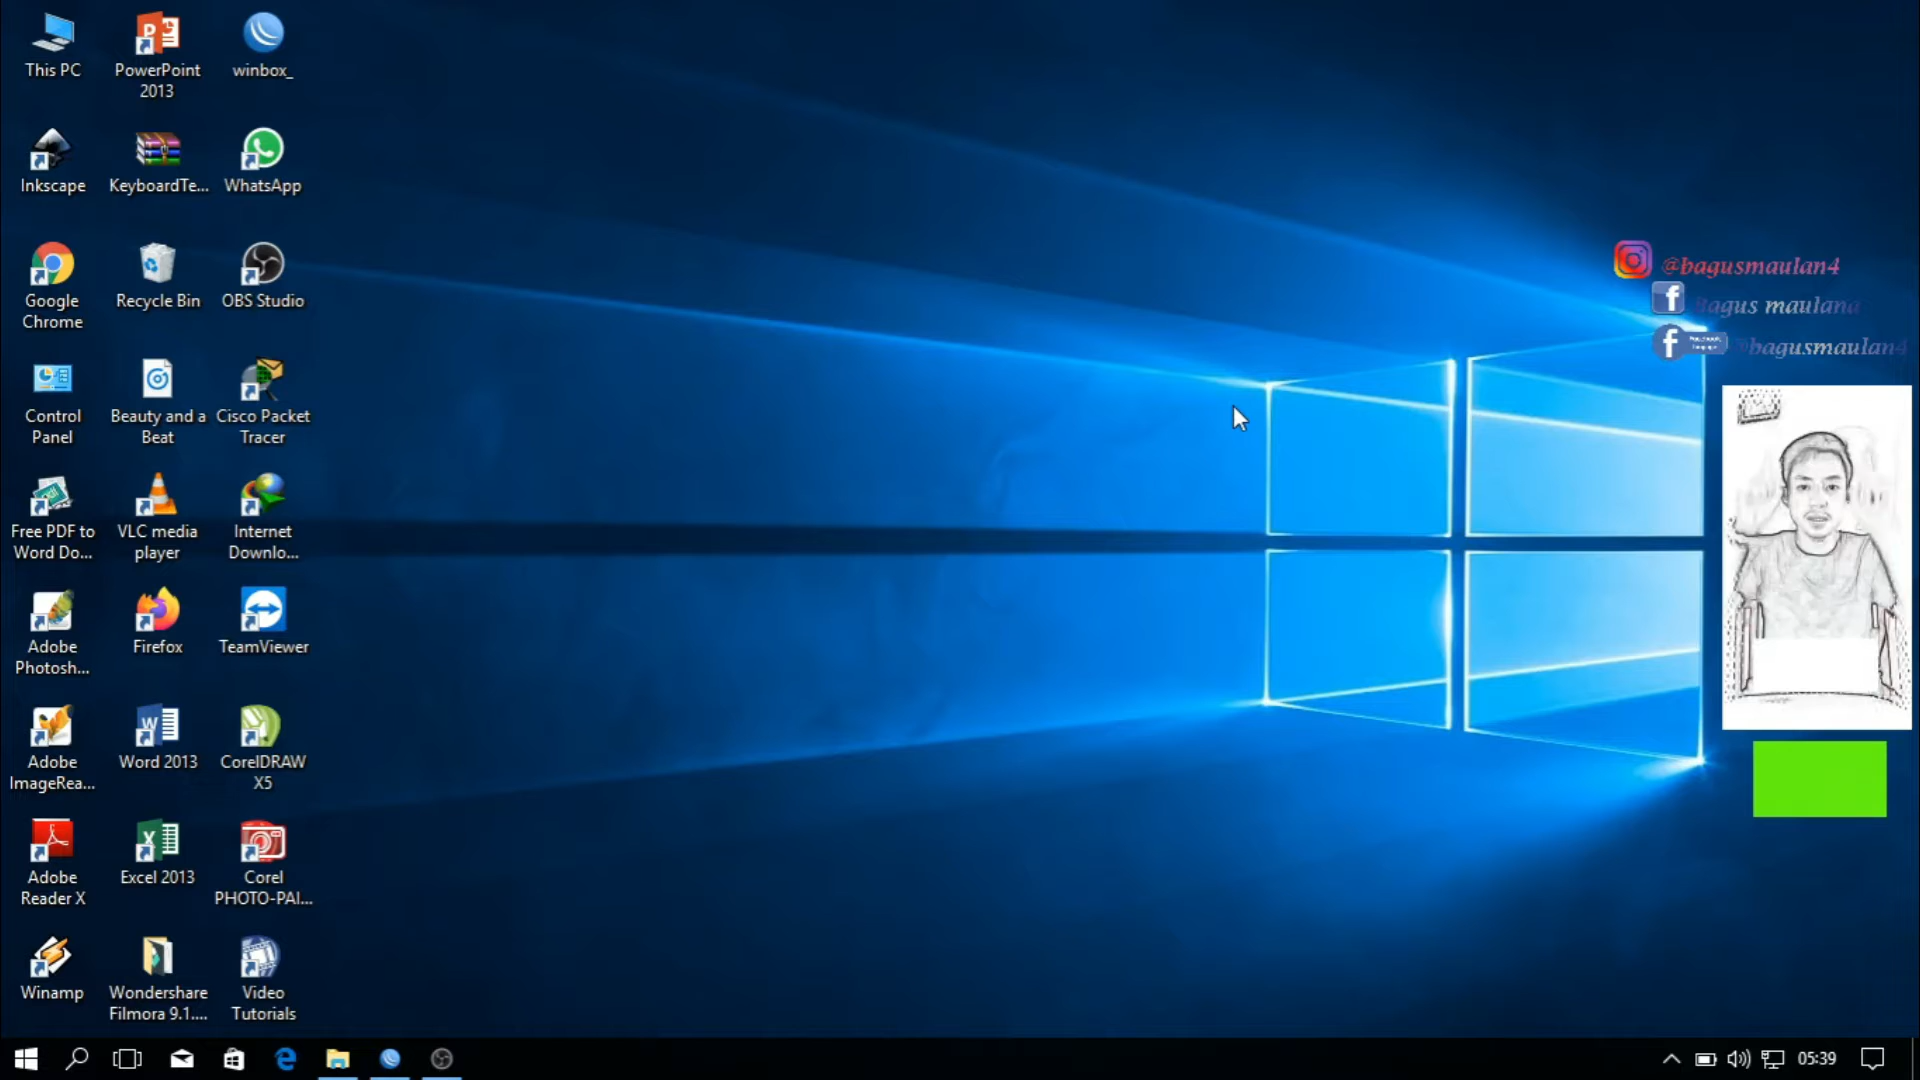 This PC
PowerPoint
2013
winbox_
Inkscape
KeyboardTe...
WhatsApp
Google
Chrome
Recycle Bin
OBS Studio
Control
Panel
Beauty and a
Beat
Cisco Packet
Tracer
Free PDF to
Word Do...
VLC media
player
Internet
Downlo...
Adobe
Photosh...
Firefox
TeamViewer
Adobe
ImageRea...
Word 2013
CorelDRAW
X5
Adobe
Reader X
Excel 2013
Corel
PHOTO-PAI...
Winamp
Wondershare
Filmora 9.1....
Video
Tutorials
@bagusmaulan4
Bagus maulana
@bagusmaulan4
05:39